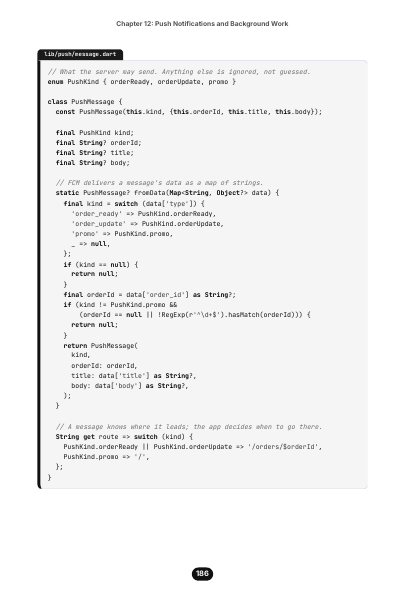 Chapter 12: Push Notifications and Background Work
lib/push/message.dart
// What the server may send. Anything else is ignored, not guessed.
enum PushKind { orderReady, orderUpdate, promo }
class PushMessage {
  const PushMessage(this.kind, {this.orderId, this.title, this.body});
  final PushKind kind;
  final String? orderId;
  final String? title;
  final String? body;
  // FCM delivers a message's data as a map of strings.
  static PushMessage? fromData(Map<String, Object?> data) {
    final kind = switch (data['type']) {
      'order_ready' => PushKind.orderReady,
      'order_update' => PushKind.orderUpdate,
      'promo' => PushKind.promo,
      _ => null,
    };
    if (kind == null) {
      return null;
    }
    final orderId = data['order_id'] as String?;
    if (kind != PushKind.promo &&
        (orderId == null || !RegExp(r'^\d+$').hasMatch(orderId))) {
      return null;
    }
    return PushMessage(
      kind,
      orderId: orderId,
      title: data['title'] as String?,
      body: data['body'] as String?,
    );
  }
  // A message knows where it leads; the app decides when to go there.
  String get route => switch (kind) {
    PushKind.orderReady || PushKind.orderUpdate => '/orders/$orderId',
    PushKind.promo => '/',
  };
}
186